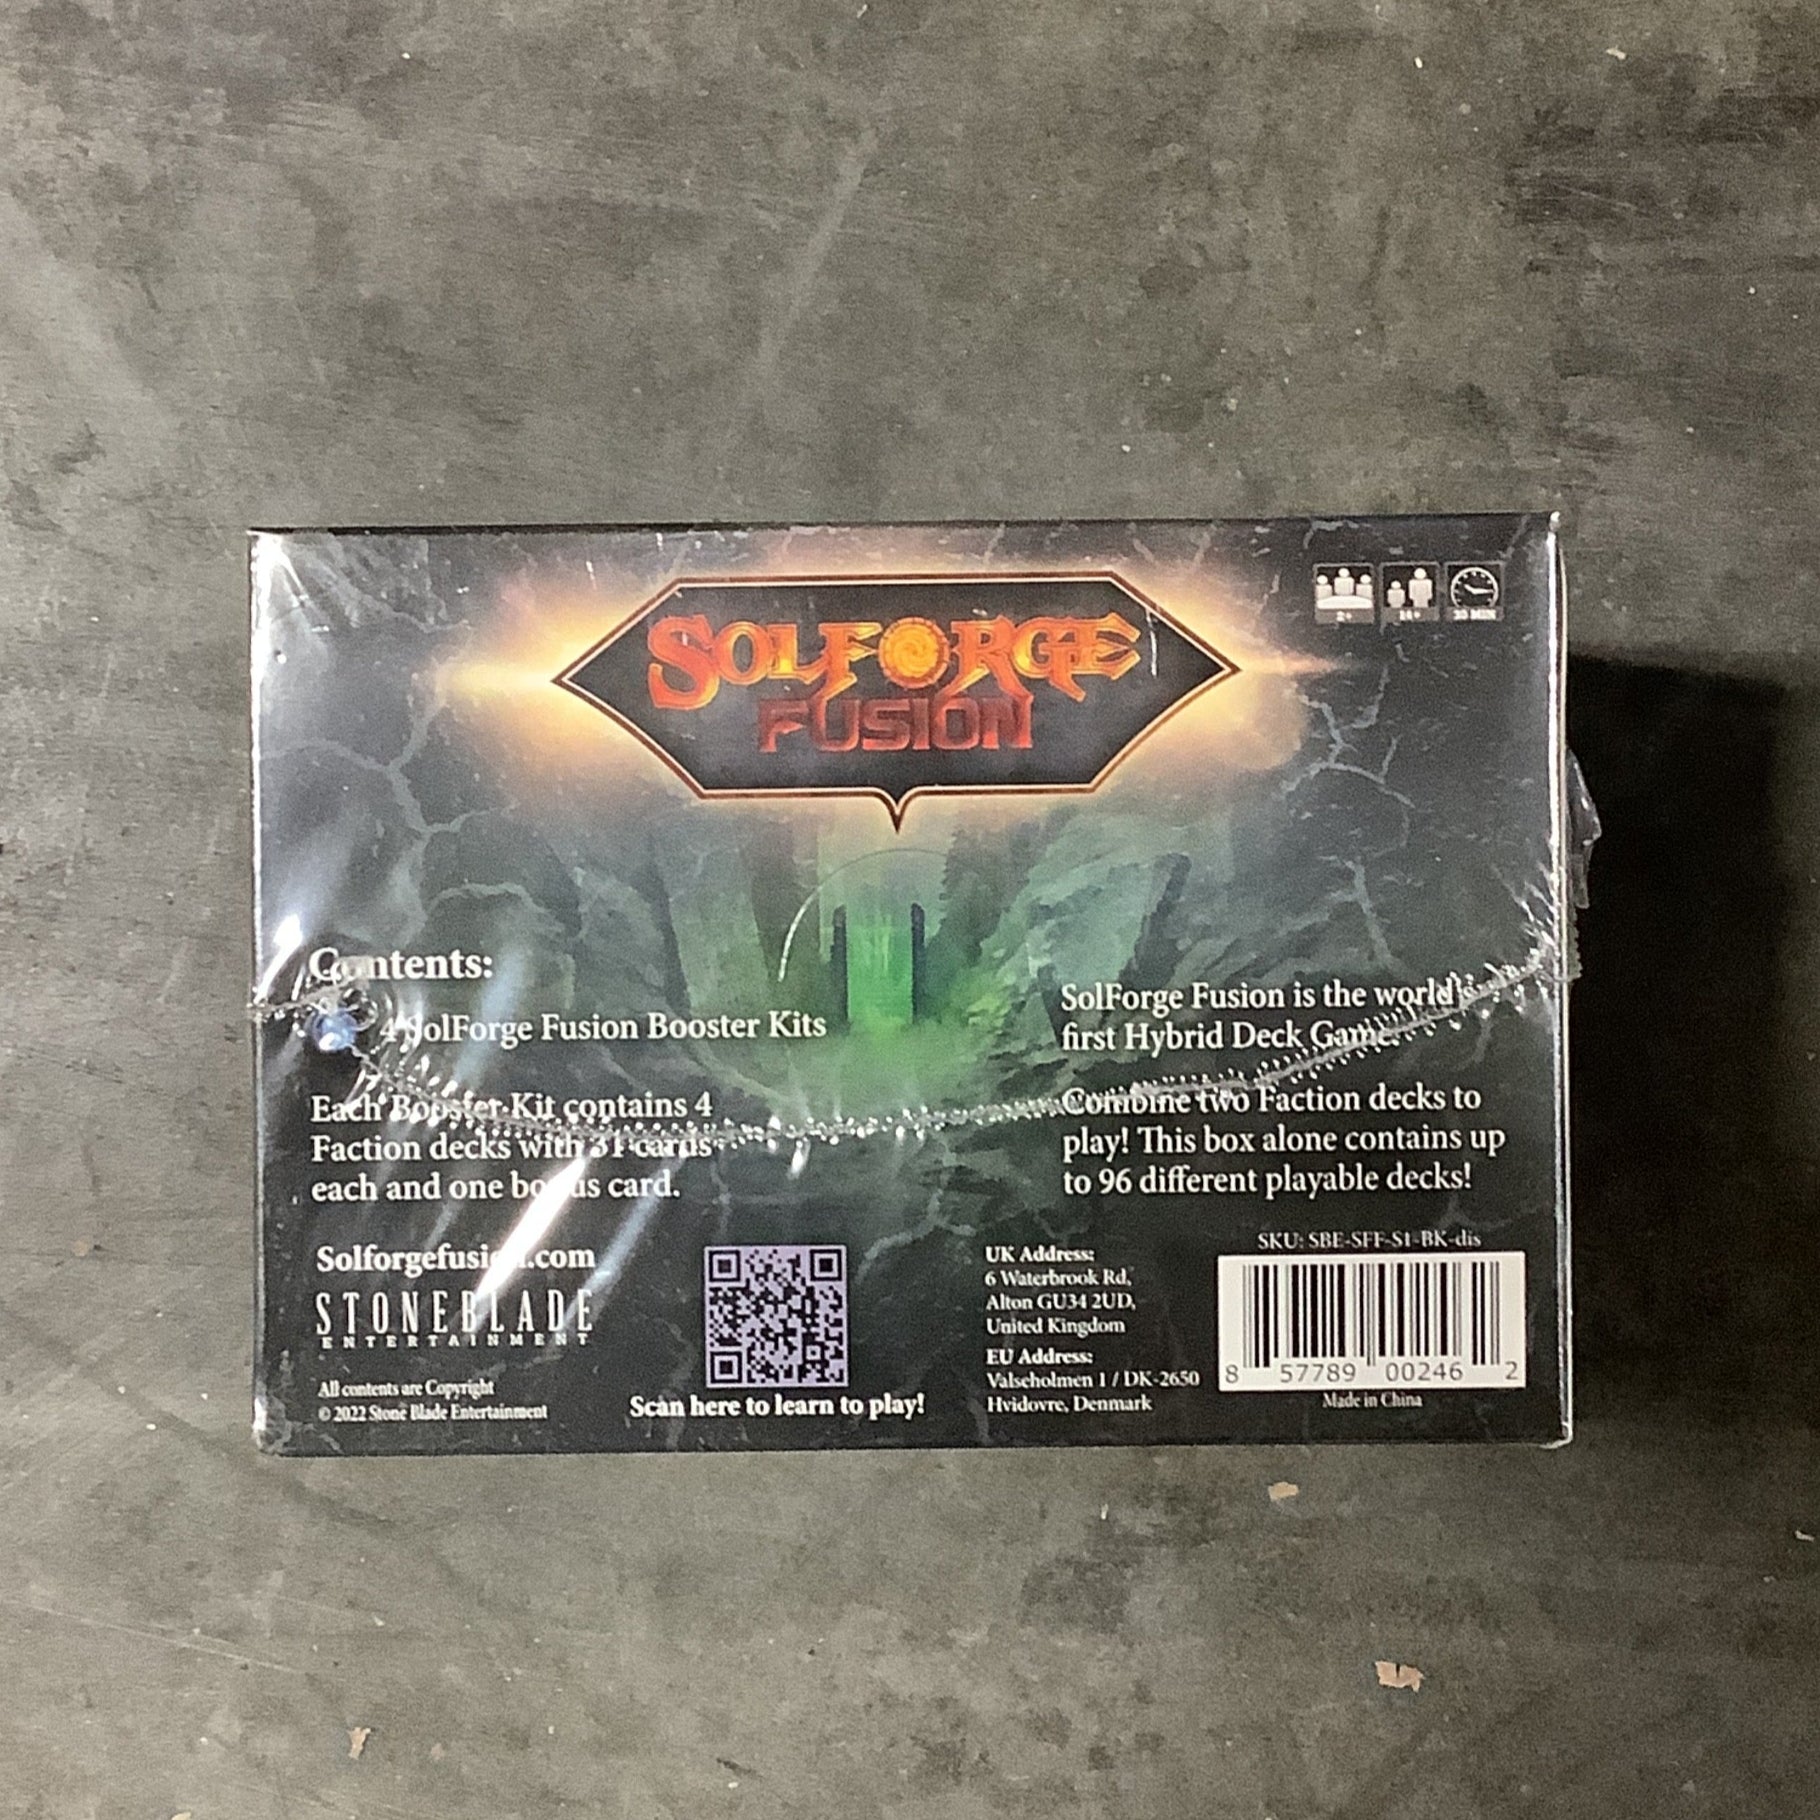 SOLFORGE
FUSION
2+
14+
30 MIN
Contents:
4 SolForge Fusion Booster Kits
Each Booster Kit contains 4
Faction decks with 31 cards
each and one bonus card.
SolForge Fusion is the world's
first Hybrid Deck Game.
Combine two Faction decks to
play! This box alone contains up
to 96 different playable decks!
Solforgefusion.com
STONEBLADE
ENTERTAINMENT
All contents are Copyright
© 2022 Stone Blade Entertainment
Scan here to learn to play!
UK Address:
6 Waterbrook Rd,
Alton GU34 2UD,
United Kingdom
EU Address:
Valseholmen 1 / DK-2650
Hvidovre, Denmark
SKU: SBE-SFF-S1-BK-dis
8 57789 00246 2
Made in China